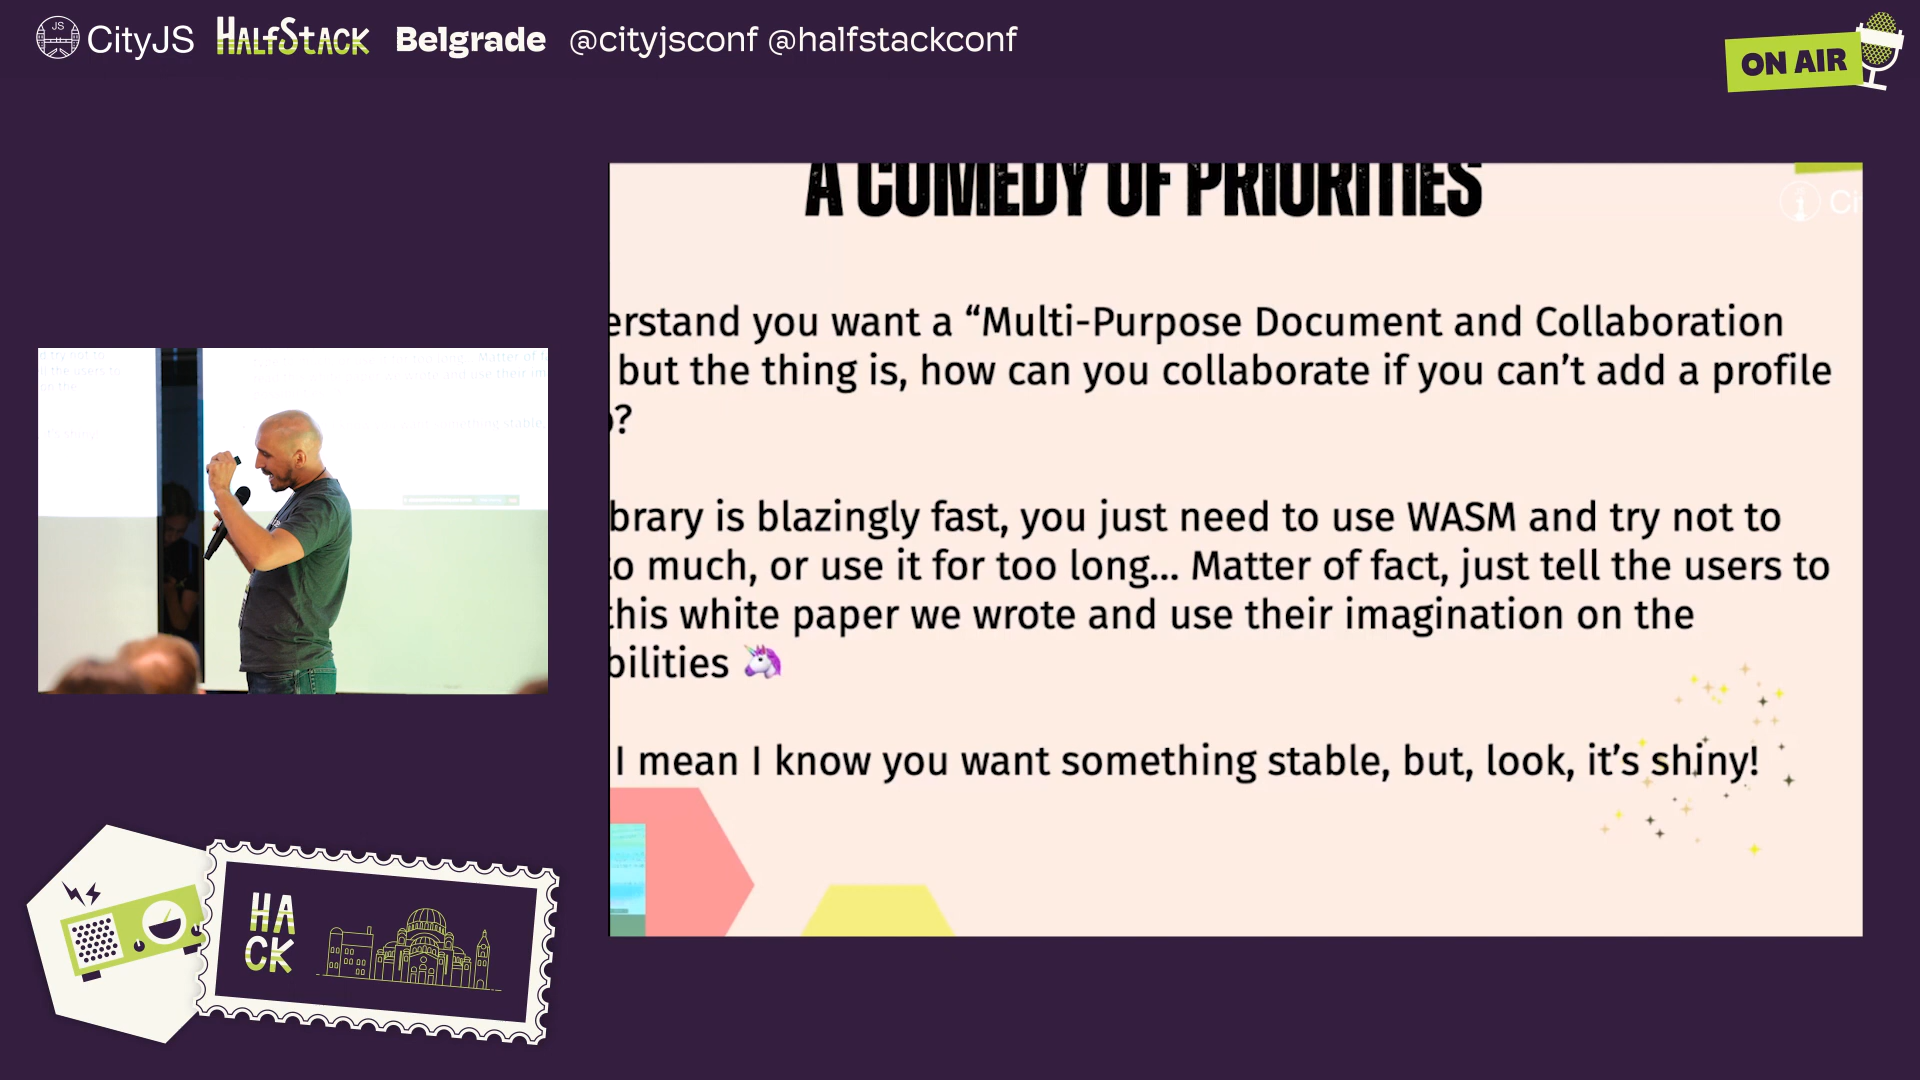 JS
CityJS HALFSTACK Belgrade @cityjsconf @halfstackconf
ON AIR
A COMEDY OF PRIORITIES
Ci
erstand you want a “Multi-Purpose Document and Collaboration
but the thing is, how can you collaborate if you can’t add a profile
?
brary is blazingly fast, you just need to use WASM and try not to
o much, or use it for too long... Matter of fact, just tell the users to
this white paper we wrote and use their imagination on the
bilities 🦄
I mean I know you want something stable, but, look, it’s shiny!
HA
CK